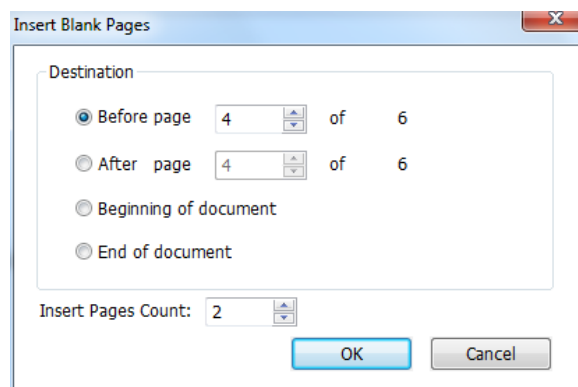 Insert Blank Pages
Destination
Before page 4 of 6
After page 4 of 6
Beginning of document
End of document
Insert Pages Count: 2
OK Cancel